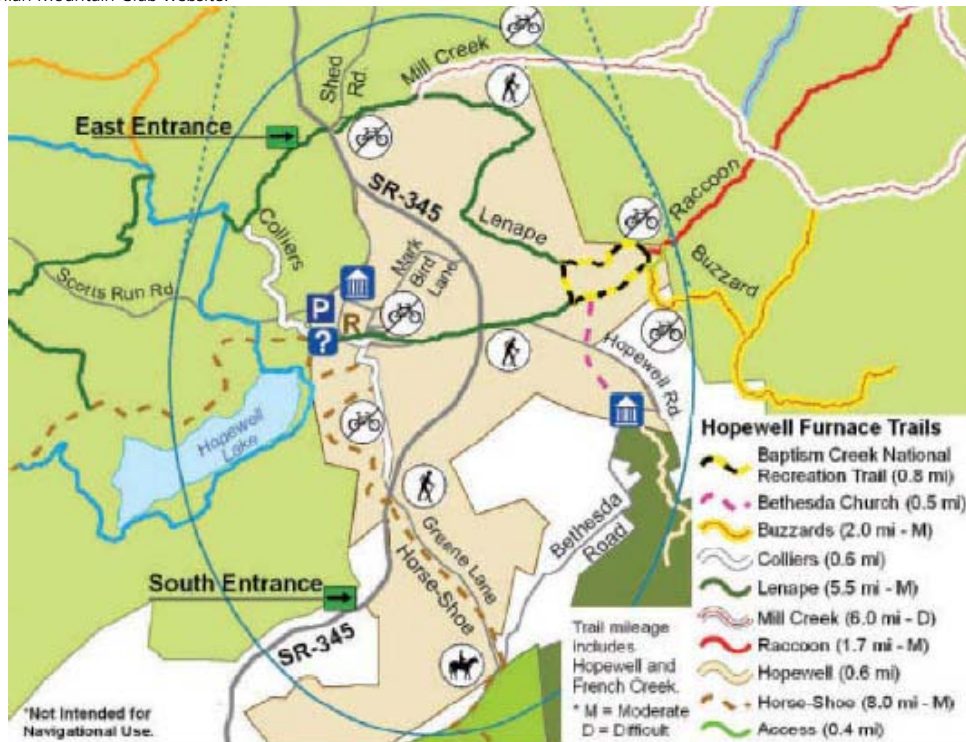 Mountain Club Website.
Shed
Rd.
Mill Creek
East Entrance
SR-345
Raccoon
Colliers
Lenape
Mark
Bird
Lane
Buzzard
Scotts Run Rd.
P
R
?
Hopewell Rd.
Hopewell
Lake
Hopewell Furnace Trails
Baptism Creek National
Recreation Trail (0.8 mi)
Bethesda Church (0.5 mi)
Buzzards (2.0 mi - M)
Colliers (0.6 mi)
Lenape (5.5 mi - M)
Mill Creek (6.0 mi - D)
Raccoon (1.7 mi - M)
Hopewell (0.6 mi)
Horse-Shoe (8.0 mi - M)
Access (0.4 mi)
Bethesda
Road
Greene Lane
Horse-Shoe
South Entrance
SR-345
Trail mileage
includes
Hopewell and
French Creek.
* M = Moderate
D = Difficult
*Not Intended for
Navigational Use.